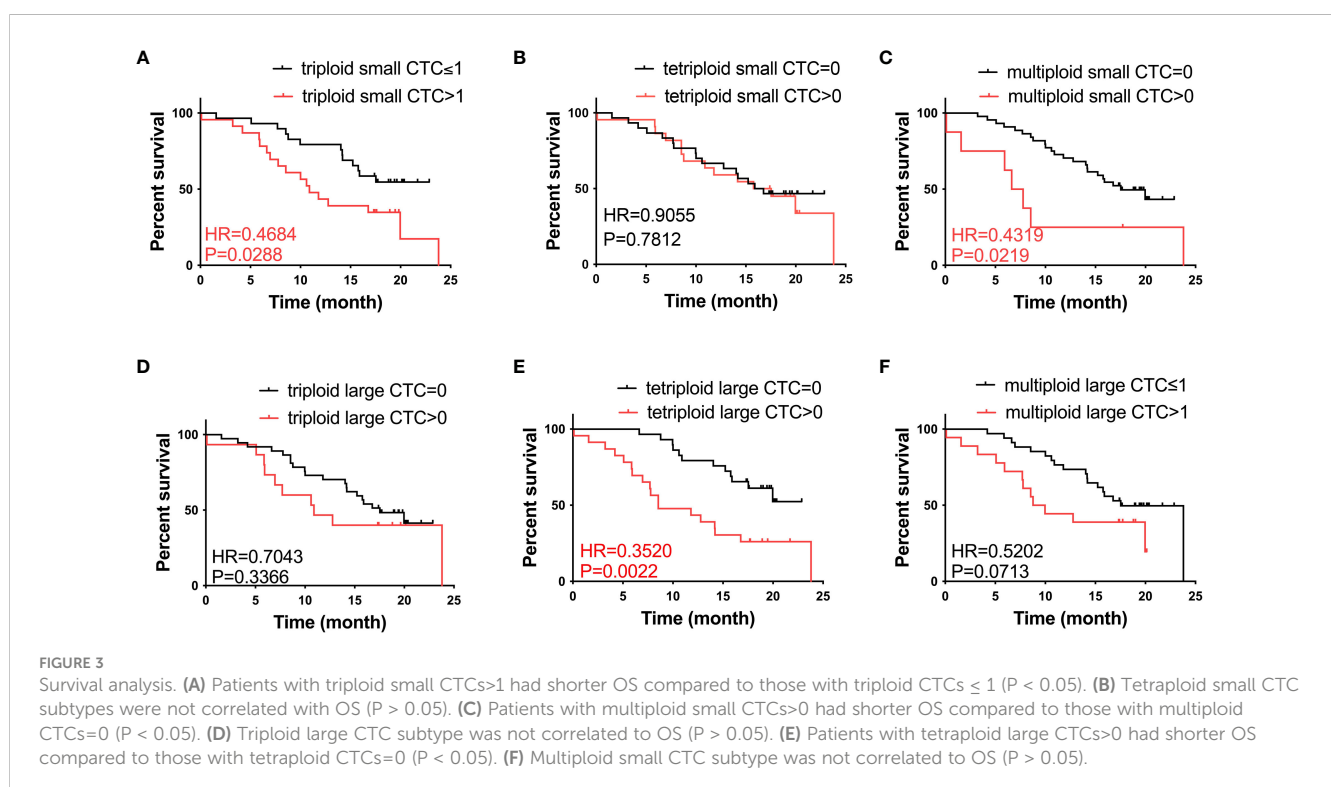 A
triploid small CTC≤1
triploid small CTC>1
Percent survival
100
50
0
HR=0.4684
P=0.0288
0 5 10 15 20 25
Time (month)
B
tetriploid small CTC=0
tetriploid small CTC>0
Percent survival
100
50
0
HR=0.9055
P=0.7812
0 5 10 15 20 25
Time (month)
C
multiploid small CTC=0
multiploid small CTC>0
Percent survival
100
50
0
HR=0.4319
P=0.0219
0 5 10 15 20 25
Time (month)
D
triploid large CTC=0
triploid large CTC>0
Percent survival
100
50
0
HR=0.7043
P=0.3366
0 5 10 15 20 25
Time (month)
E
tetriploid large CTC=0
tetriploid large CTC>0
Percent survival
100
50
0
HR=0.3520
P=0.0022
0 5 10 15 20 25
Time (month)
F
multiploid large CTC≤1
multiploid large CTC>1
Percent survival
100
50
0
HR=0.5202
P=0.0713
0 5 10 15 20 25
Time (month)
FIGURE 3
Survival analysis. (A) Patients with triploid small CTCs>1 had shorter OS compared to those with triploid CTCs ≤ 1 (P < 0.05). (B) Tetraploid small CTC
subtypes were not correlated with OS (P > 0.05). (C) Patients with multiploid small CTCs>0 had shorter OS compared to those with multiploid
CTCs=0 (P < 0.05). (D) Triploid large CTC subtype was not correlated to OS (P > 0.05). (E) Patients with tetraploid large CTCs>0 had shorter OS
compared to those with tetraploid CTCs=0 (P < 0.05). (F) Multiploid small CTC subtype was not correlated to OS (P > 0.05).